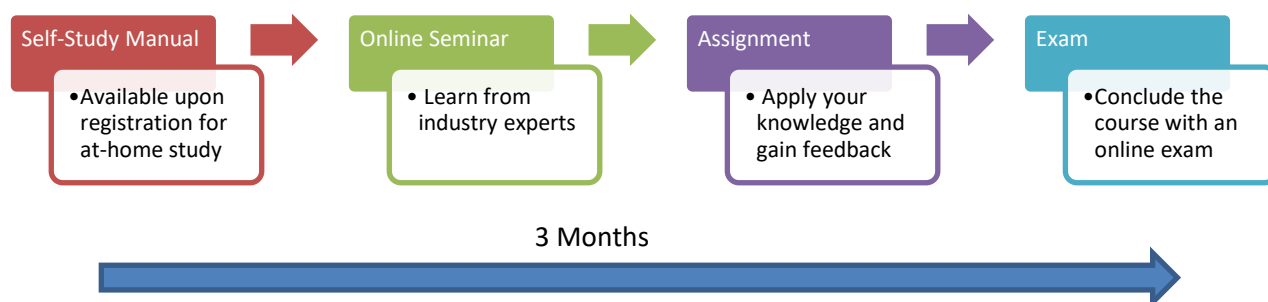 Self-Study Manual
•Available upon
registration for
at-home study
Online Seminar
• Learn from
industry experts
Assignment
• Apply your
knowledge and
gain feedback
Exam
•Conclude the
course with an
online exam
3 Months